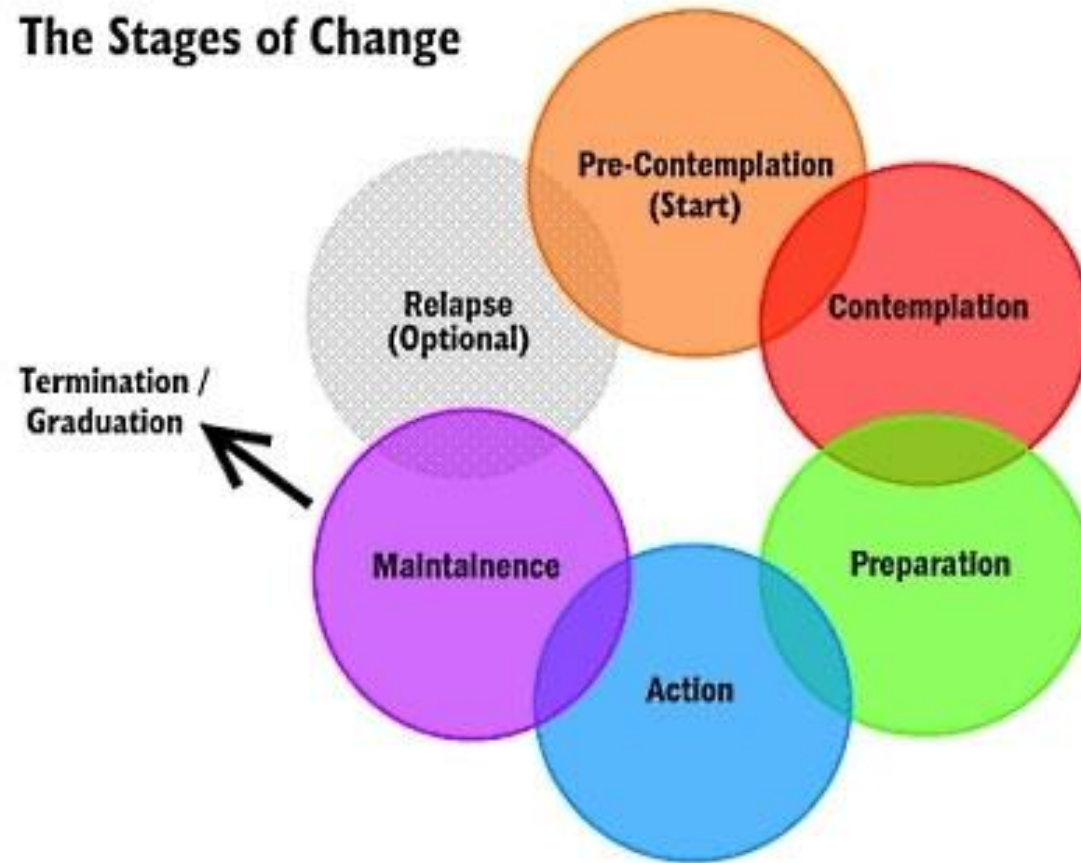 The Stages of Change
Pre-Contemplation
(Start)
Contemplation
Preparation
Action
Maintainence
Relapse
(Optional)
Termination /
Graduation